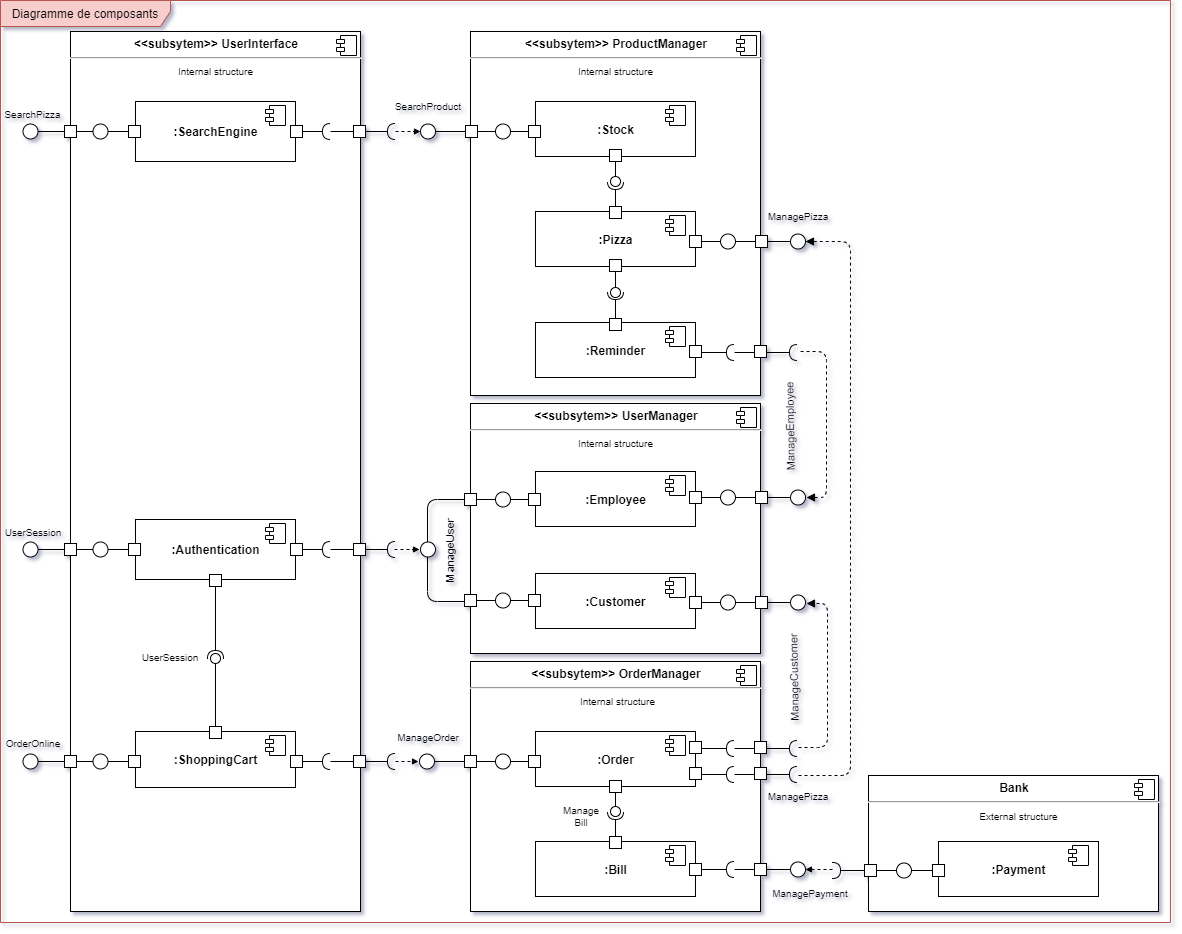 Diagramme de composants
<<subsytem>> UserInterface
Internal structure
SearchPizza
:SearchEngine
SearchProduct
<<subsytem>> ProductManager
Internal structure
:Stock
:Pizza
ManagePizza
:Reminder
ManageEmployee
<<subsytem>> UserManager
Internal structure
:Employee
UserSession
:Authentication
ManageUser
:Customer
ManageCustomer
UserSession
<<subsytem>> OrderManager
Internal structure
OrderOnline
:ShoppingCart
ManageOrder
:Order
ManagePizza
Manage
Bill
:Bill
ManagePayment
Bank
External structure
:Payment